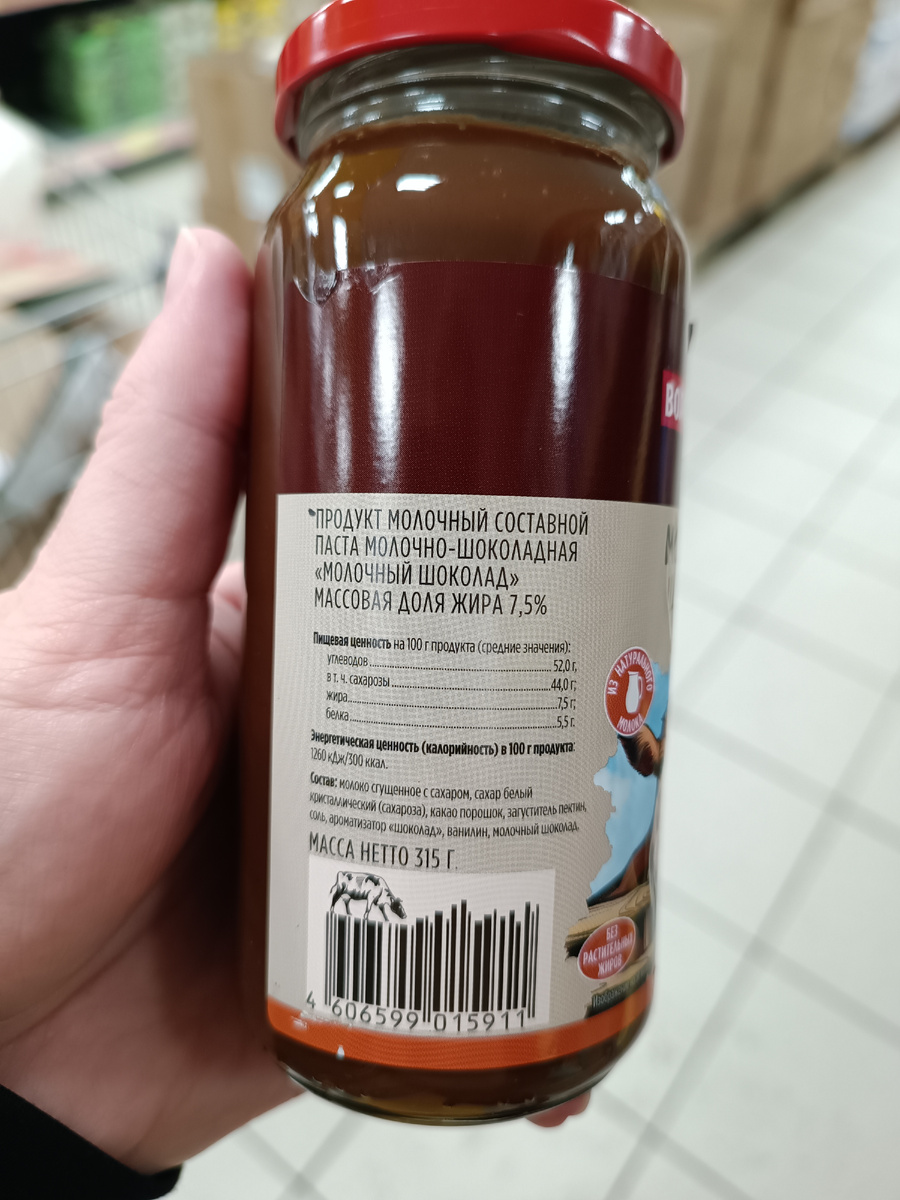 ПРОДУКТ МОЛОЧНЫЙ СОСТАВНОЙ
ПАСТА МОЛОЧНО-ШОКОЛАДНАЯ
«МОЛОЧНЫЙ ШОКОЛАД»
МАССОВАЯ ДОЛЯ ЖИРА 7,5%
Пищевая ценность на 100 г продукта (средние значения):
углеводов 52,0 г;
в т. ч. сахарозы 44,0 г;
жира 7,5 г;
белка 5,5 г.
Энергетическая ценность (калорийность) в 100 г продукта:
1260 кДж/300 ккал.
Состав: молоко сгущенное с сахаром, сахар белый
кристаллический (сахароза), какао порошок, загуститель пектин,
соль, ароматизатор «шоколад», ванилин, молочный шоколад.
МАССА НЕТТО 315 Г.
4 606599 015911
ИЗ НАТУРАЛЬНОГО
МОЛОКА
БЕЗ
РАСТИТЕЛЬНЫХ
ЖИРОВ